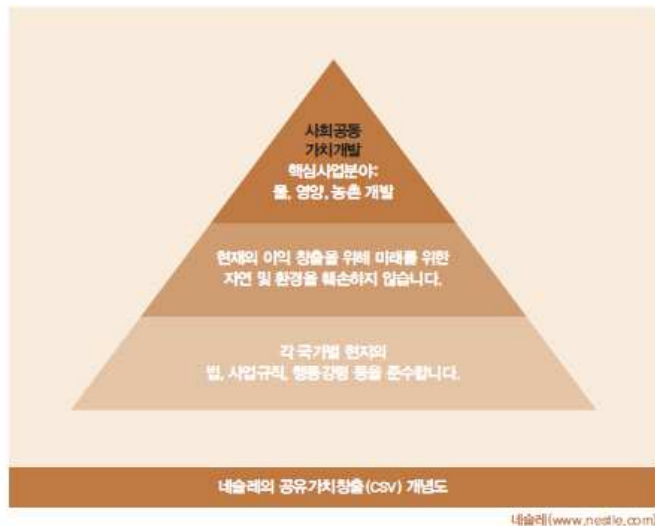 사회공동
가치개발
핵심사업분야:
물, 영양, 농촌 개발
현재의 이익 창출을 위해 미래를 위한
자연 및 환경을 훼손하지 않습니다.
각 국가별 현지의
법, 사업규칙, 행동강령 등을 준수합니다.
네슬레의 공유가치창출(CSV) 개념도
네슬레(www.nestle.com)